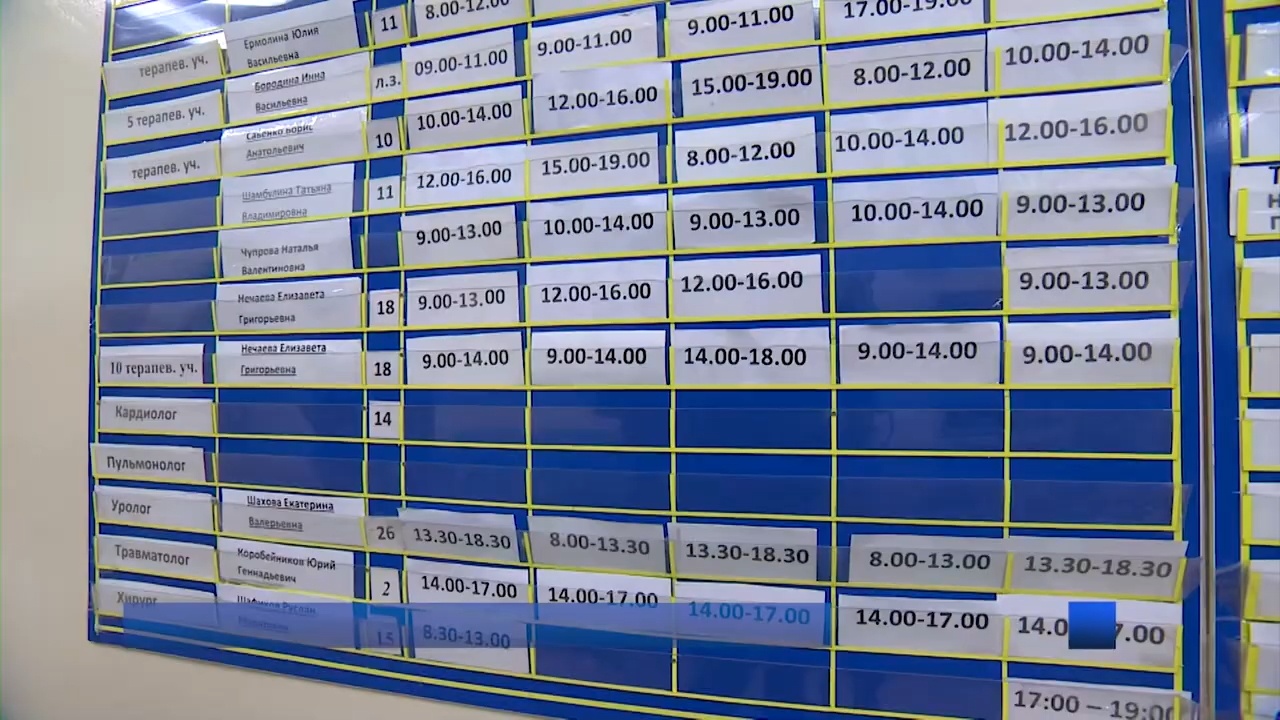 Ермолина Юлия
Васильевна
11
8.00-12.00
9.00-11.00
17.00-19.00
терапев. уч.
Бородина Инна
Васильевна
л.з.
09.00-11.00
9.00-11.00
15.00-19.00
8.00-12.00
10.00-14.00
5 терапев. уч.
Савенко Борис
Анатольевич
10
10.00-14.00
12.00-16.00
8.00-12.00
10.00-14.00
12.00-16.00
терапев. уч.
Шамбулина Татьяна
Владимировна
11
12.00-16.00
15.00-19.00
9.00-13.00
10.00-14.00
9.00-13.00
Чупрова Наталья
Валентиновна
9.00-13.00
10.00-14.00
12.00-16.00
9.00-13.00
Нечаева Елизавета
Григорьевна
18
9.00-13.00
12.00-16.00
10 терапев. уч.
Нечаева Елизавета
Григорьевна
18
9.00-14.00
9.00-14.00
14.00-18.00
9.00-14.00
9.00-14.00
Кардиолог
14
Пульмонолог
Уролог
Шахова Екатерина
Валерьевна
26
13.30-18.30
8.00-13.30
13.30-18.30
8.00-13.00
13.30-18.30
Травматолог
Коробейников Юрий
Геннадьевич
2
14.00-17.00
14.00-17.00
14.00-17.00
14.00-17.00
14.0 7.00
Хирург
15
8.30-13.00
17:00 – 19:00